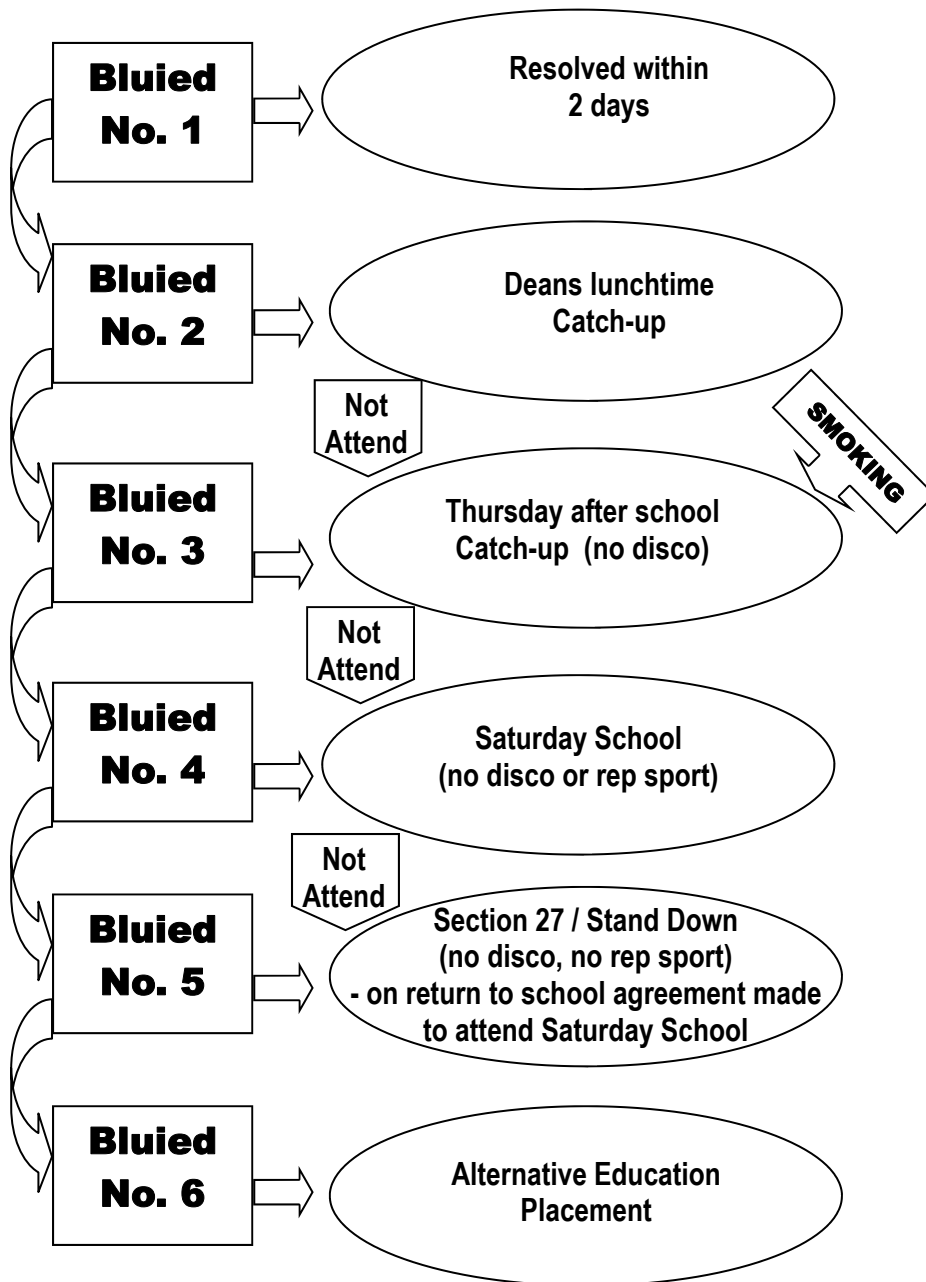 Bluied
No. 1
Resolved within
2 days
Bluied
No. 2
Deans lunchtime
Catch-up
Not
Attend
SMOKING
Bluied
No. 3
Thursday after school
Catch-up (no disco)
Not
Attend
Bluied
No. 4
Saturday School
(no disco or rep sport)
Not
Attend
Bluied
No. 5
Section 27 / Stand Down
(no disco, no rep sport)
- on return to school agreement made
to attend Saturday School
Bluied
No. 6
Alternative Education
Placement